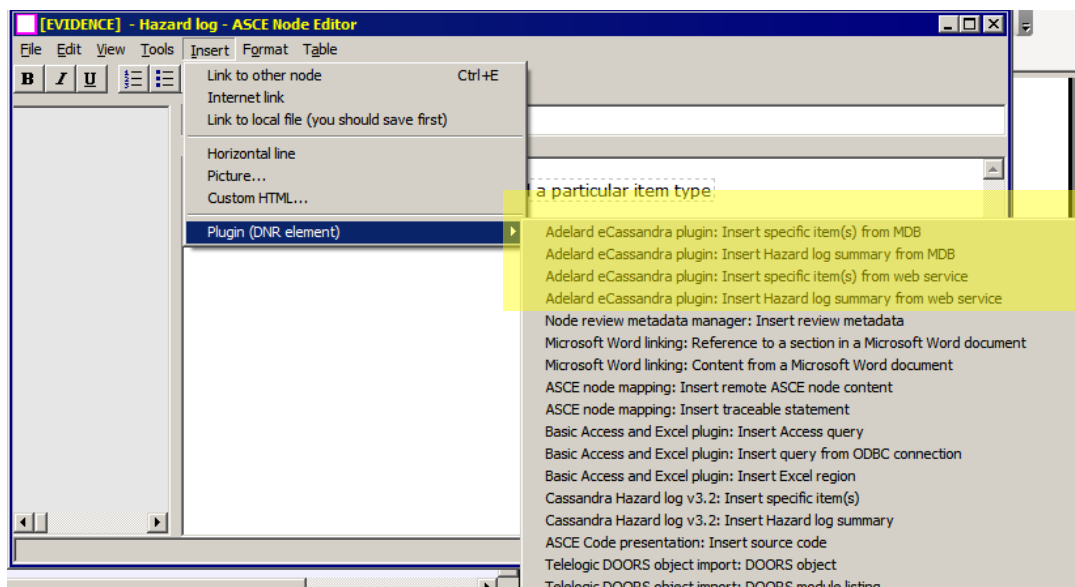 [EVIDENCE] - Hazard log - ASCE Node Editor
File Edit View Tools Insert Format Table
B I U
Link to other node Ctrl+E
Internet link
Link to local file (you should save first)
Horizontal line
Picture...
Custom HTML...
a particular item type
Plugin (DNR element)
Adelard eCassandra plugin: Insert specific item(s) from MDB
Adelard eCassandra plugin: Insert Hazard log summary from MDB
Adelard eCassandra plugin: Insert specific item(s) from web service
Adelard eCassandra plugin: Insert Hazard log summary from web service
Node review metadata manager: Insert review metadata
Microsoft Word linking: Reference to a section in a Microsoft Word document
Microsoft Word linking: Content from a Microsoft Word document
ASCE node mapping: Insert remote ASCE node content
ASCE node mapping: Insert traceable statement
Basic Access and Excel plugin: Insert Access query
Basic Access and Excel plugin: Insert query from ODBC connection
Basic Access and Excel plugin: Insert Excel region
Cassandra Hazard log v3.2: Insert specific item(s)
Cassandra Hazard log v3.2: Insert Hazard log summary
ASCE Code presentation: Insert source code
Telelogic DOORS object import: DOORS object
Telelogic DOORS object import: DOORS module listing